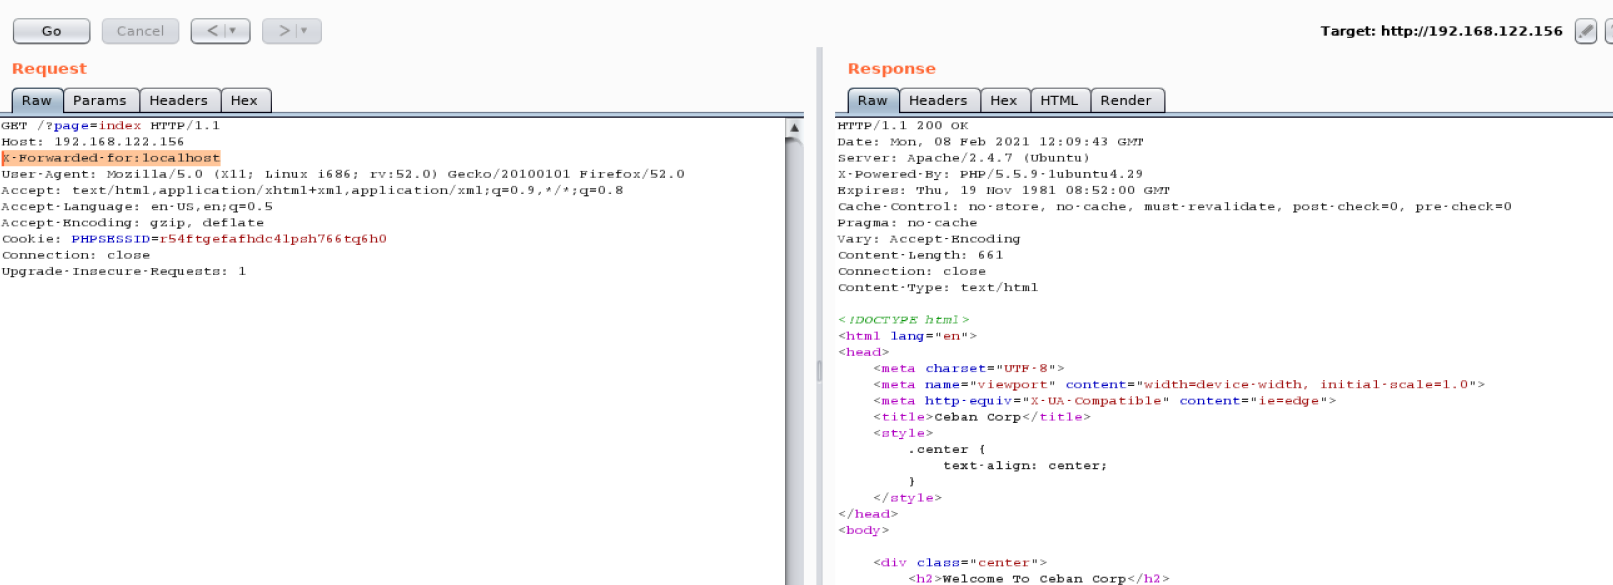 Go Cancel < > Target: http://192.168.122.156
Request
Raw Params Headers Hex
GET /?page=index HTTP/1.1
Host: 192.168.122.156
X-Forwarded-for:localhost
User-Agent: Mozilla/5.0 (X11; Linux i686; rv:52.0) Gecko/20100101 Firefox/52.0
Accept: text/html,application/xhtml+xml,application/xml;q=0.9,*/*;q=0.8
Accept-Language: en-US,en;q=0.5
Accept-Encoding: gzip, deflate
Cookie: PHPSESSID=r54ftgefafhdc4lpsh766tq6h0
Connection: close
Upgrade-Insecure-Requests: 1
Response
Raw Headers Hex HTML Render
HTTP/1.1 200 OK
Date: Mon, 08 Feb 2021 12:09:43 GMT
Server: Apache/2.4.7 (Ubuntu)
X-Powered-By: PHP/5.5.9-1ubuntu4.29
Expires: Thu, 19 Nov 1981 08:52:00 GMT
Cache-Control: no-store, no-cache, must-revalidate, post-check=0, pre-check=0
Pragma: no-cache
Vary: Accept-Encoding
Content-Length: 661
Connection: close
Content-Type: text/html
<!DOCTYPE html>
<html lang="en">
<head>
<meta charset="UTF-8">
<meta name="viewport" content="width=device-width, initial-scale=1.0">
<meta http-equiv="X-UA-Compatible" content="ie=edge">
<title>Ceban Corp</title>
<style>
.center {
text-align: center;
}
</style>
</head>
<body>
<div class="center">
<h2>Welcome To Ceban Corp</h2>